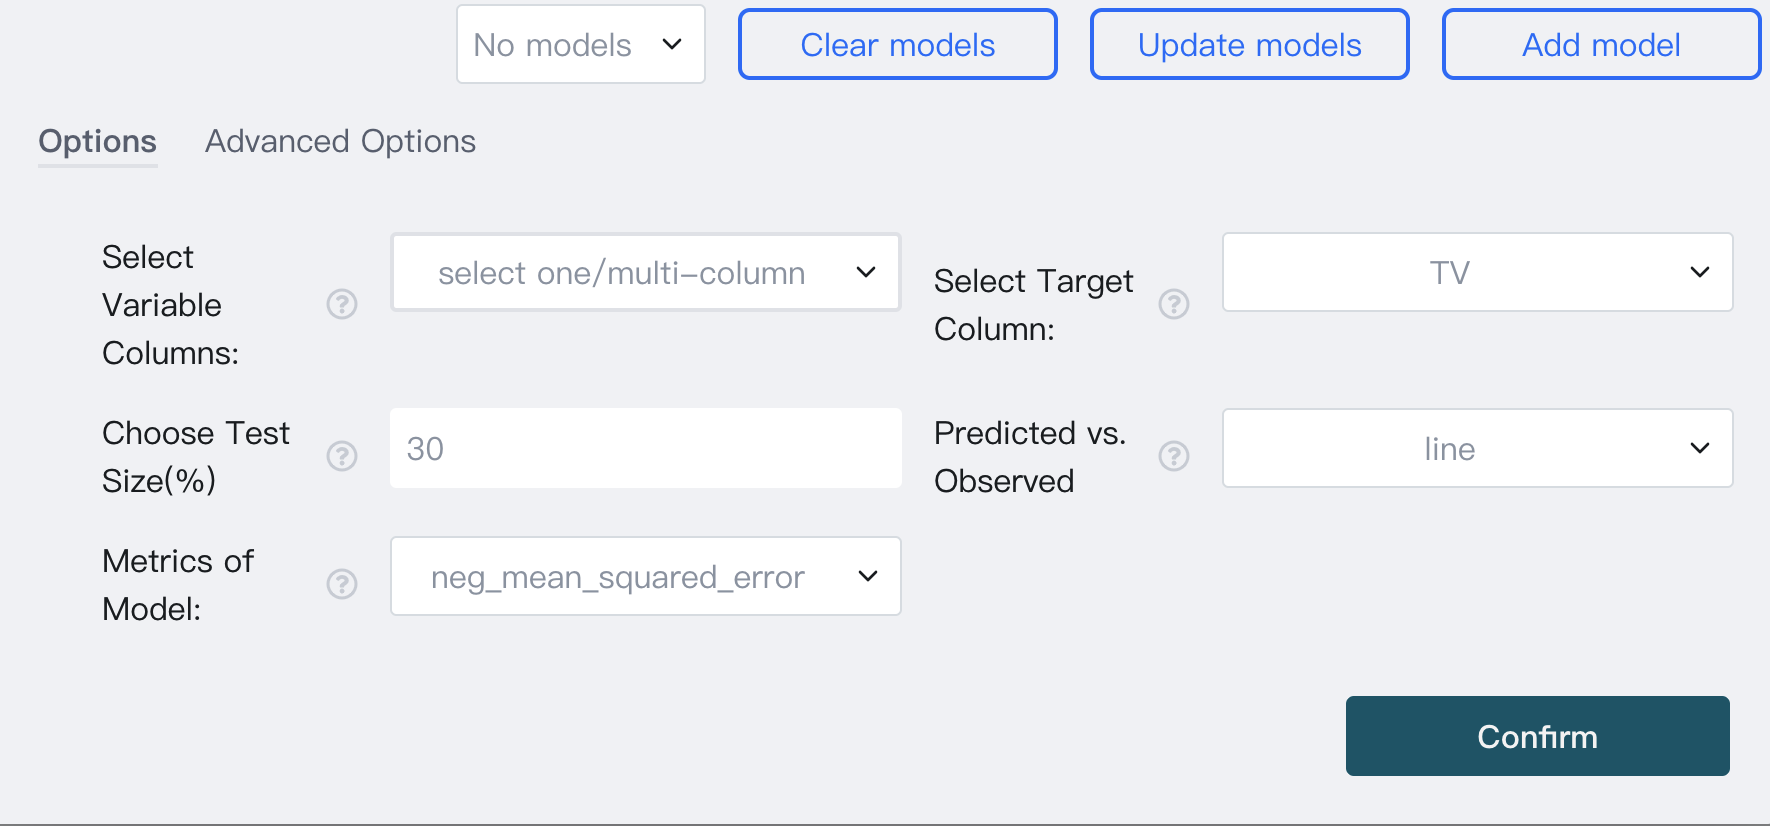 No models
Clear models
Update models
Add model
Options
Advanced Options
Select
Variable
Columns:
?
select one/multi-column
Select Target
Column:
?
TV
Choose Test
Size(%)
?
30
Predicted vs.
Observed
?
line
Metrics of
Model:
?
neg_mean_squared_error
Confirm